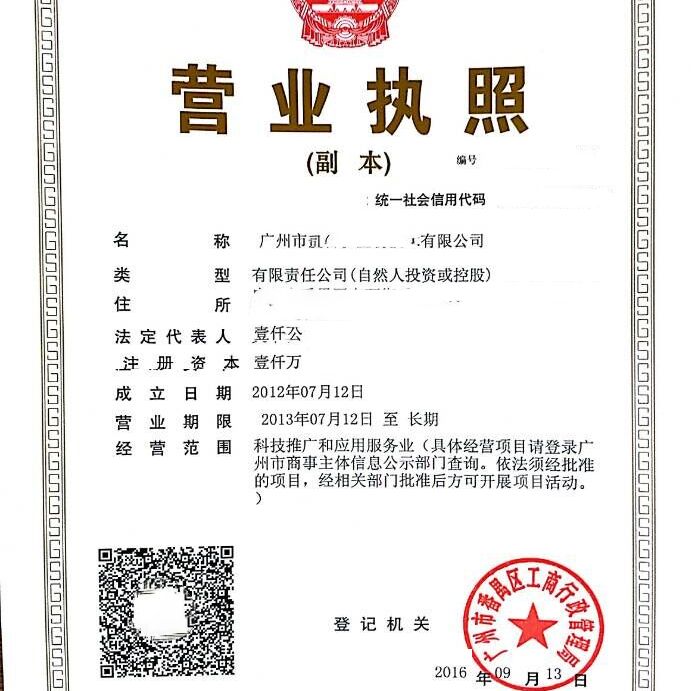 营业执照
(副本)
编号
统一社会信用代码
名称 广州市 有限公司
类型 有限责任公司(自然人投资或控股)
住所
法定代表人 壹仟公
注册资本 壹仟万
成立日期 2012年07月12日
营业期限 2013年07月12日 至 长期
经营范围 科技推广和应用服务业(具体经营项目请登录广
州市商事主体信息公示部门查询。依法须经批准
的项目,经相关部门批准后方可开展项目活动。
)
登记机关
广州市番禺区工商行政管理局
2016年09月13日